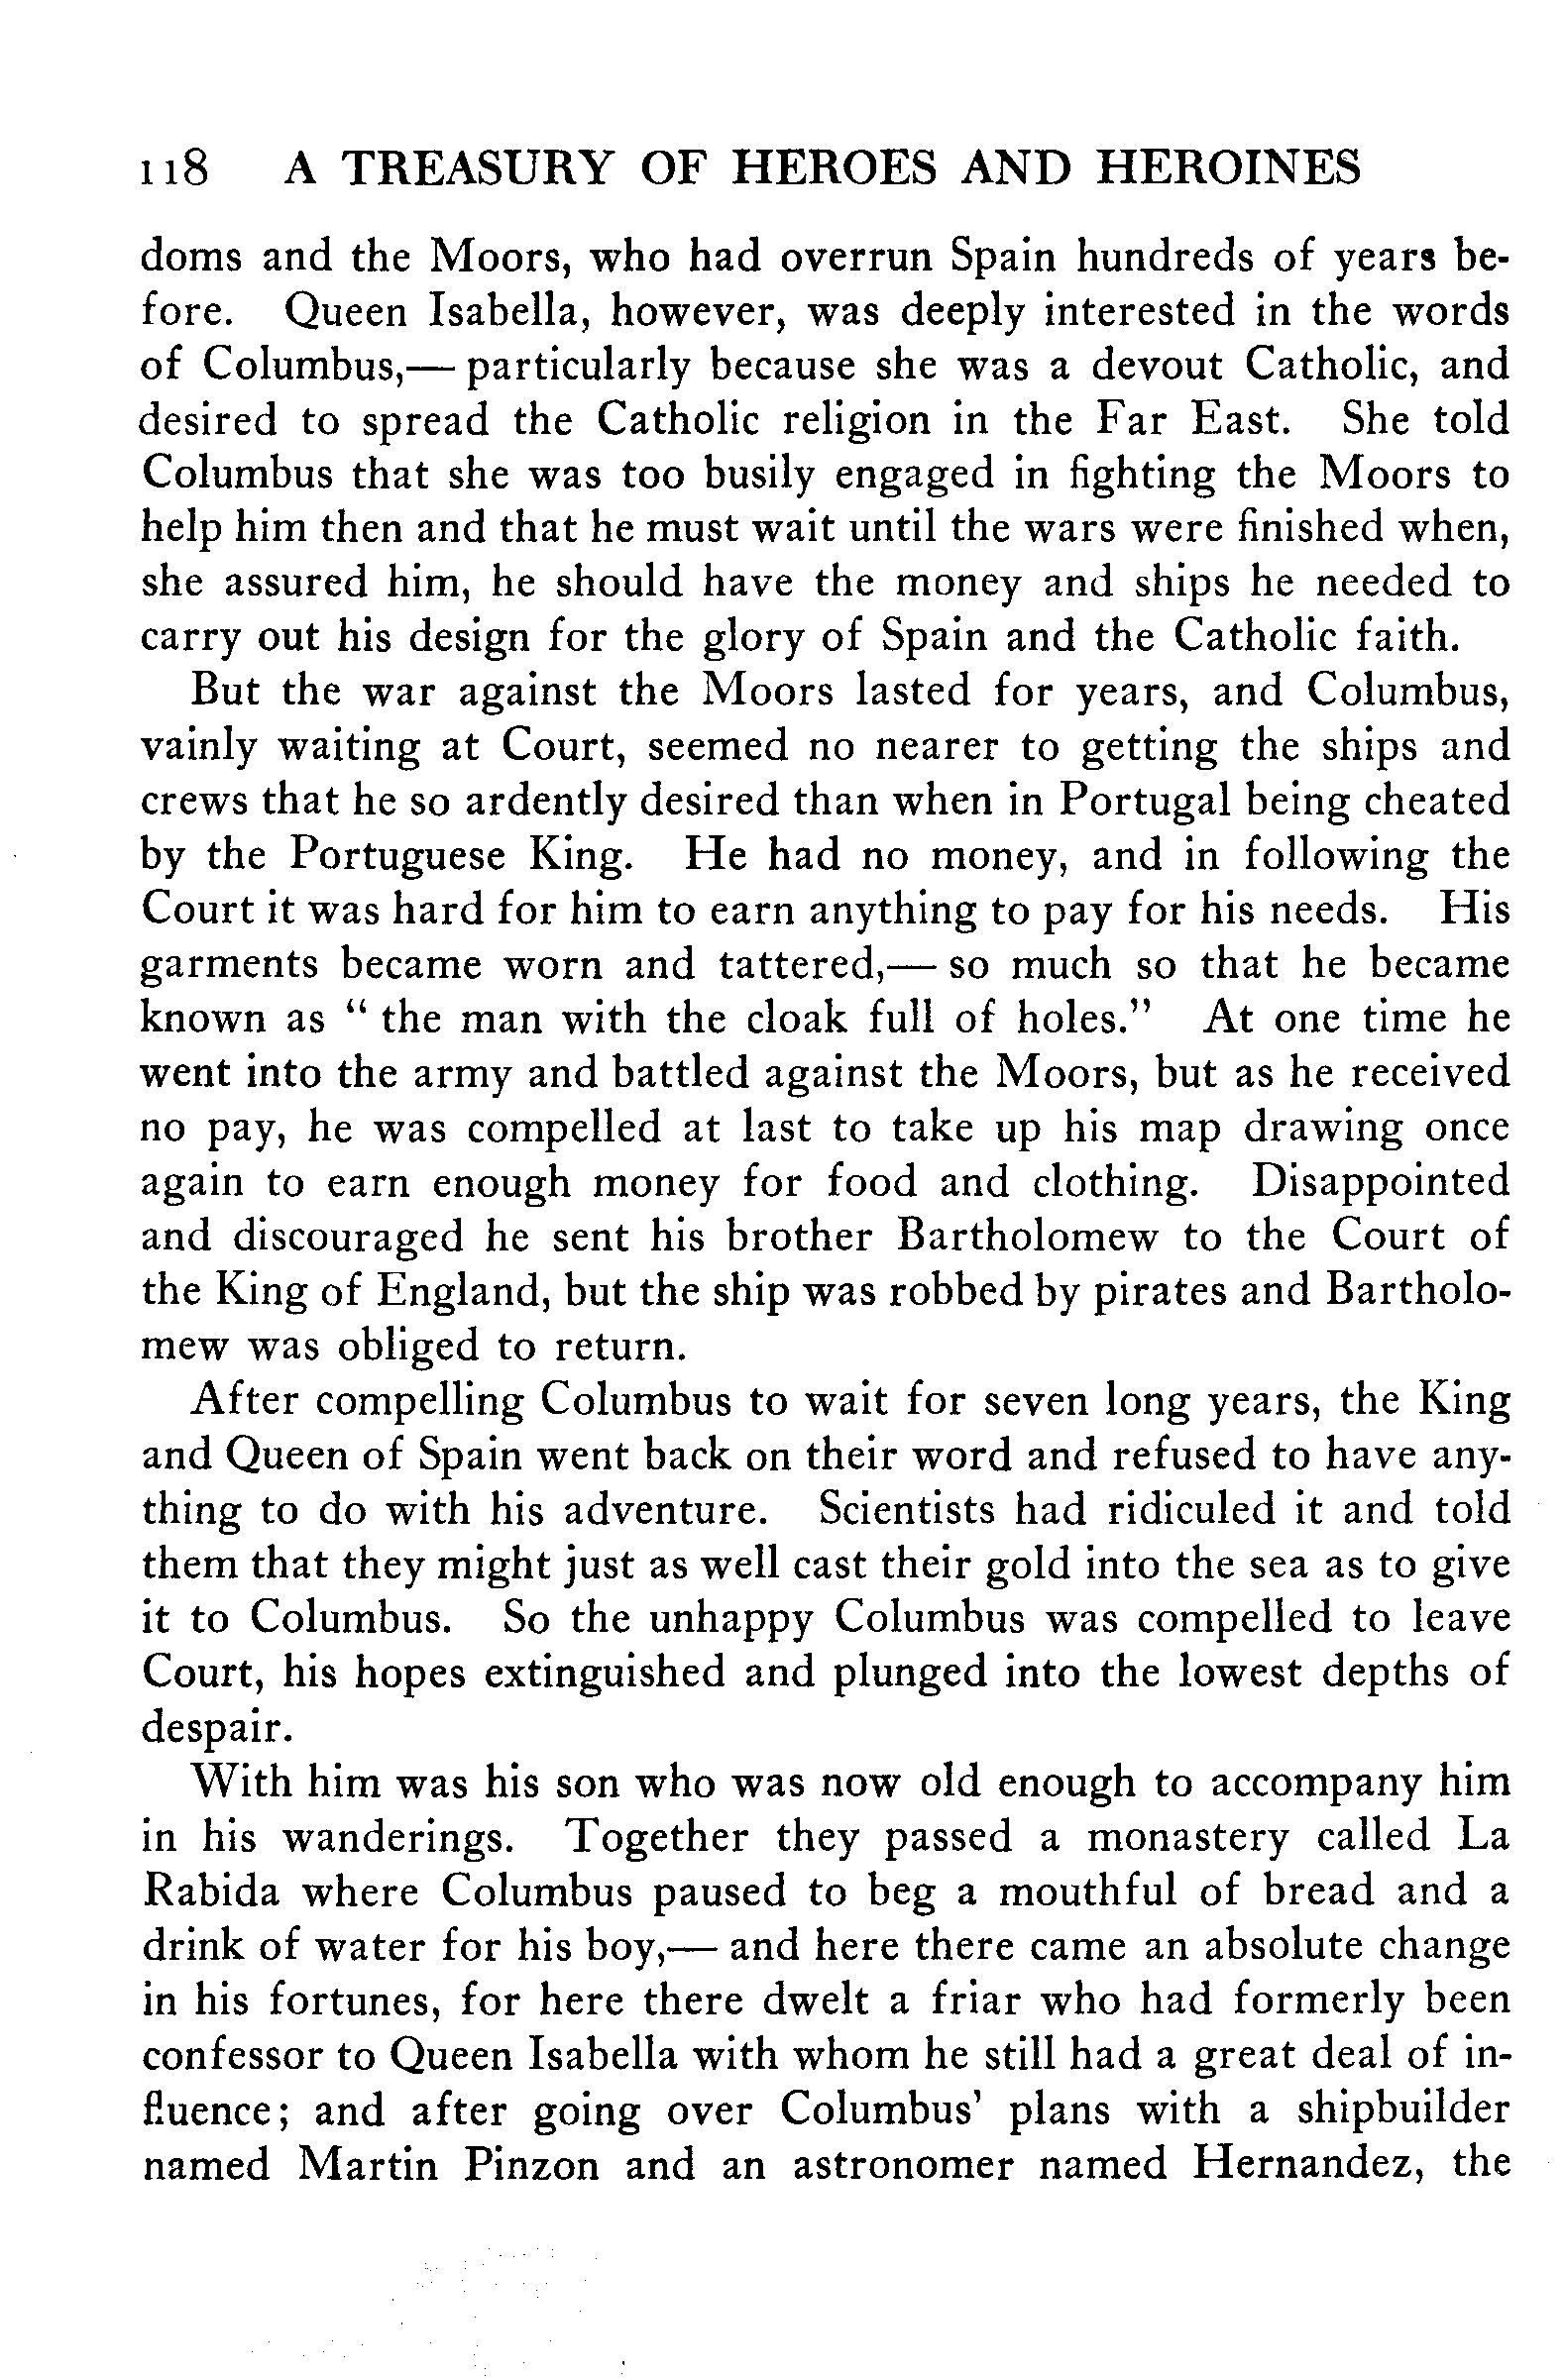 118 A TREASURY OF HEROES AND HEROINES
doms and the Moors, who had overrun Spain hundreds of years be-
fore. Queen Isabella, however, was deeply interested in the words
of Columbus,— particularly because she was a devout Catholic, and
desired to spread the Catholic religion in the Far East. She told
Columbus that she was too busily engaged in fighting the Moors to
help him then and that he must wait until the wars were finished when,
she assured him, he should have the money and ships he needed to
carry out his design for the glory of Spain and the Catholic faith.
But the war against the Moors lasted for years, and Columbus,
vainly waiting at Court, seemed no nearer to getting the ships and
crews that he so ardently desired than when in Portugal being cheated
by the Portuguese King. He had no money, and in following the
Court it was hard for him to earn anything to pay for his needs. His
garments became worn and tattered,— so much so that he became
known as " the man with the cloak full of holes." At one time he
went into the army and battled against the Moors, but as he received
no pay, he was compelled at last to take up his map drawing once
again to earn enough money for food and clothing. Disappointed
and discouraged he sent his brother Bartholomew to the Court of
the King of England, but the ship was robbed by pirates and Bartholo-
mew was obliged to return.
After compelling Columbus to wait for seven long years, the King
and Queen of Spain went back on their word and refused to have any-
thing to do with his adventure. Scientists had ridiculed it and told
them that they might just as well cast their gold into the sea as to give
it to Columbus. So the unhappy Columbus was compelled to leave
Court, his hopes extinguished and plunged into the lowest depths of
despair.
With him was his son who was now old enough to accompany him
in his wanderings. Together they passed a monastery called La
Rabida where Columbus paused to beg a mouthful of bread and a
drink of water for his boy,— and here there came an absolute change
in his fortunes, for here there dwelt a friar who had formerly been
confessor to Queen Isabella with whom he still had a great deal of in-
fluence; and after going over Columbus' plans with a shipbuilder
named Martin Pinzon and an astronomer named Hernandez, the